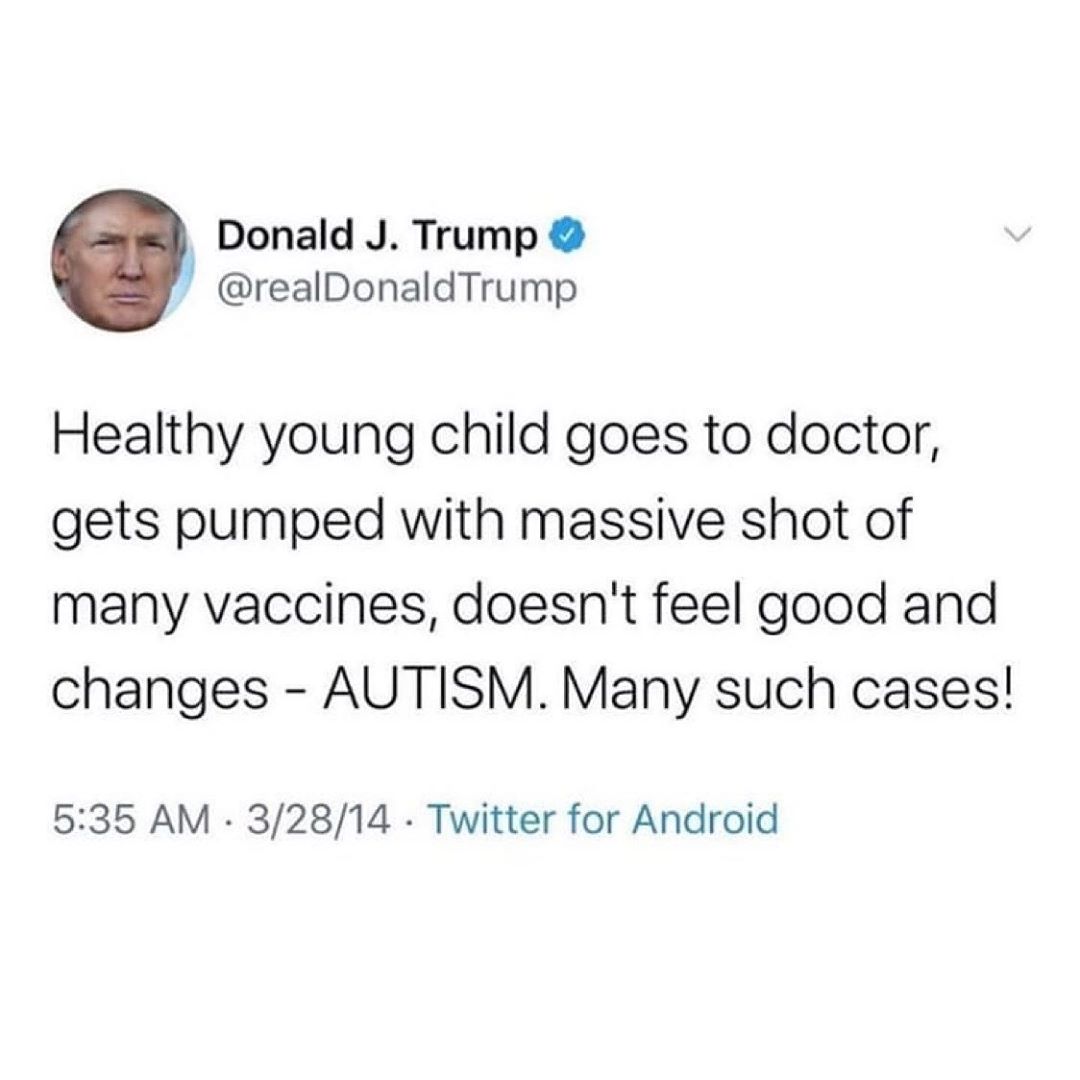 Donald J. Trump
@realDonaldTrump
Healthy young child goes to doctor,
gets pumped with massive shot of
many vaccines, doesn't feel good and
changes - AUTISM. Many such cases!
5:35 AM · 3/28/14 · Twitter for Android